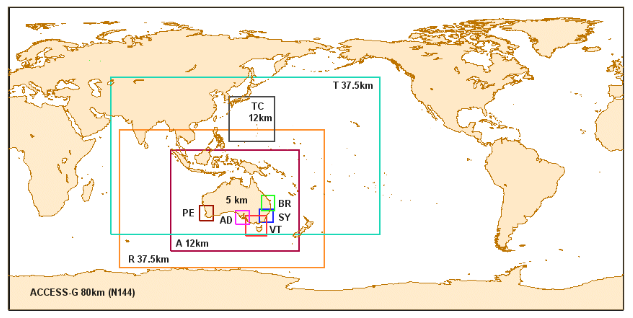 T 37.5km
TC
12km
5 km
BR
PE
SY
AD
VT
A 12km
R 37.5km
ACCESS-G 80km (N144)